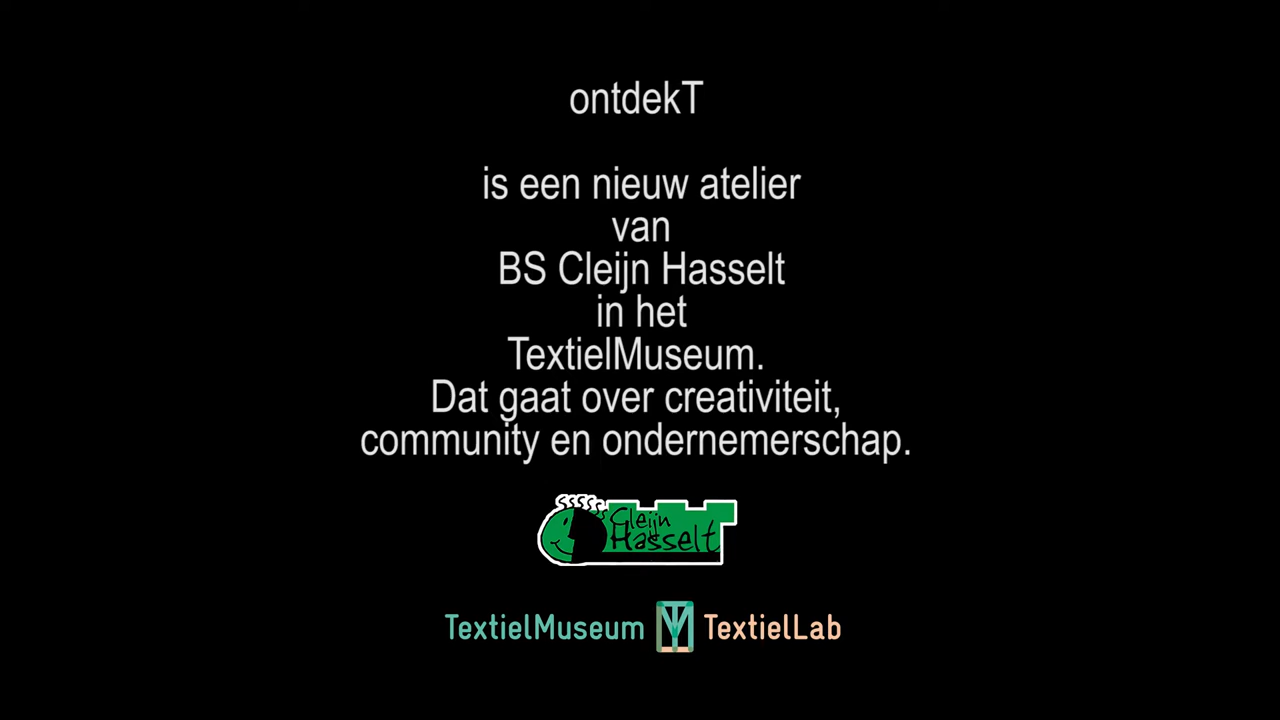 ontdekT
is een nieuw atelier
van
BS Cleijn Hasselt
in het
TextielMuseum.
Dat gaat over creativiteit,
community en ondernemerschap.
Cleijn
Hasselt
TextielMuseum TM TextielLab